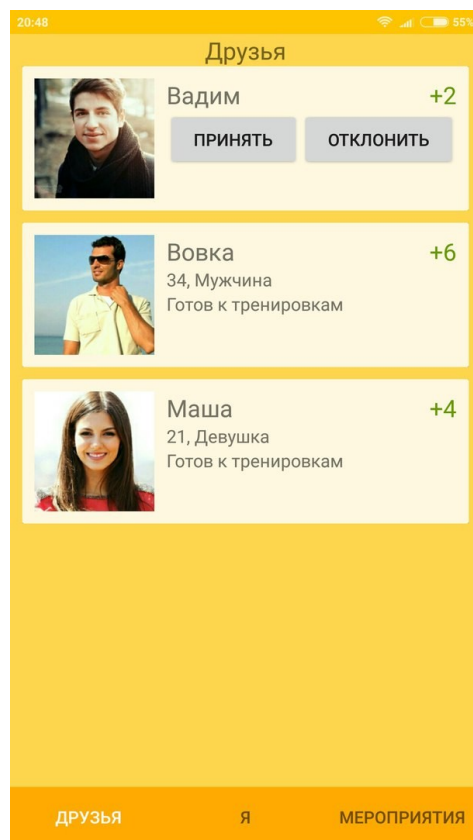 20:48 55%
Друзья
Вадим +2
ПРИНЯТЬ ОТКЛОНИТЬ
Вовка +6
34, Мужчина
Готов к тренировкам
Маша +4
21, Девушка
Готов к тренировкам
ДРУЗЬЯ Я МЕРОПРИЯТИЯ